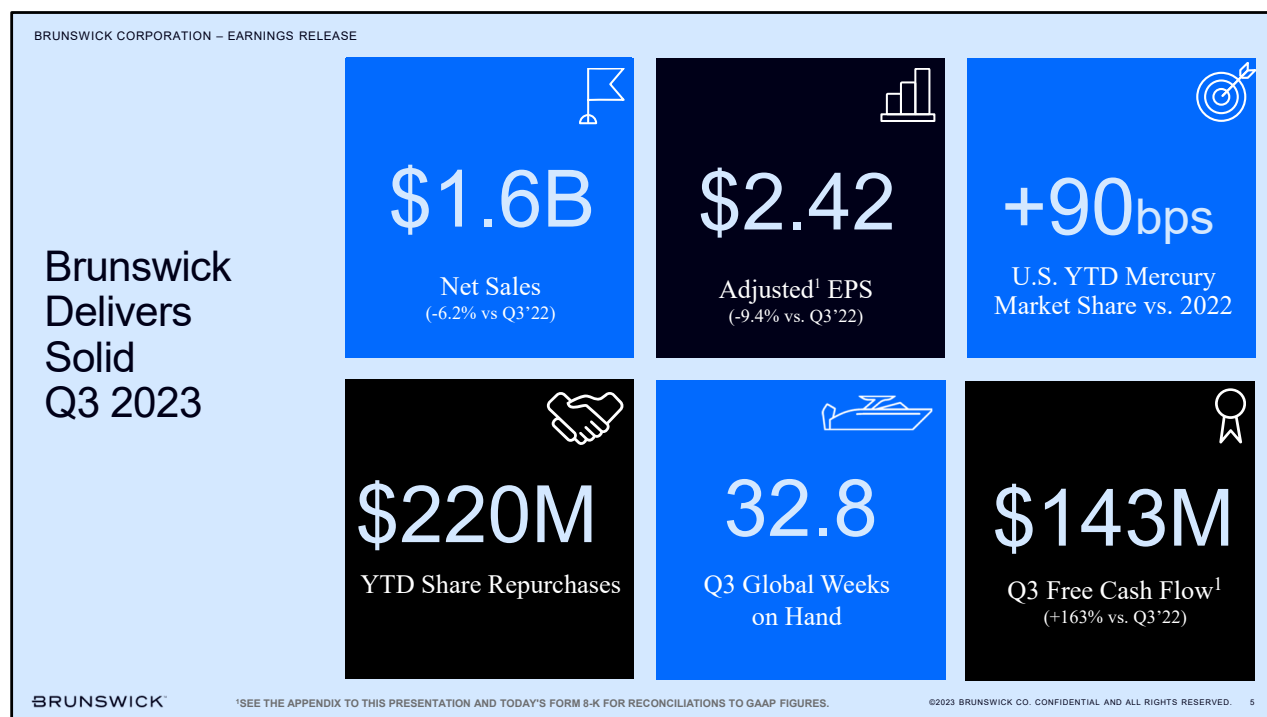 BRUNSWICK CORPORATION – EARNINGS RELEASE
Brunswick
Delivers
Solid
Q3 2023
$1.6B
Net Sales
(-6.2% vs Q3’22)
$2.42
Adjusted¹ EPS
(-9.4% vs. Q3’22)
+90bps
U.S. YTD Mercury
Market Share vs. 2022
$220M
YTD Share Repurchases
32.8
Q3 Global Weeks
on Hand
$143M
Q3 Free Cash Flow¹
(+163% vs. Q3’22)
BRUNSWICK
¹SEE THE APPENDIX TO THIS PRESENTATION AND TODAY'S FORM 8-K FOR RECONCILIATIONS TO GAAP FIGURES.
©2023 BRUNSWICK CO. CONFIDENTIAL AND ALL RIGHTS RESERVED. 5